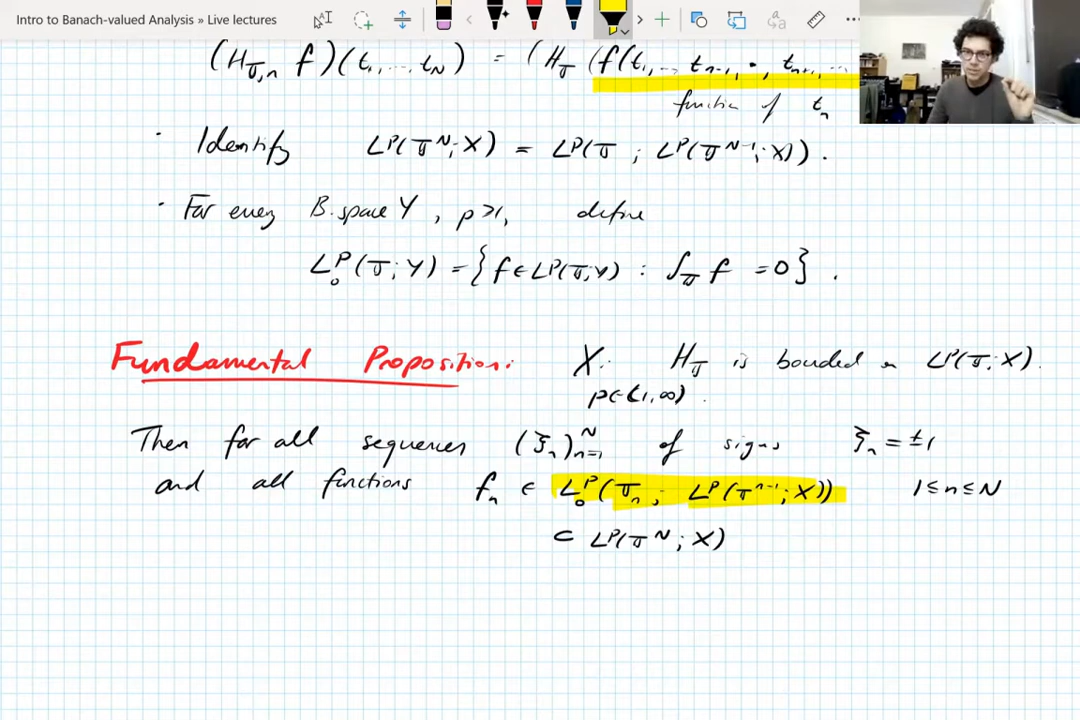 Intro to Banach-valued Analysis » Live lectures
(H_{𝕋,n} f)(t_1, ..., t_N) = (H_𝕋 (f(t_1, .. t_{n-1}, ·, t_{n+1}, ...
function of t_n
· Identify L^p(𝕋^N; X) = L^p(𝕋; L^p(𝕋^{N-1}; X)).
· For every B. space Y, p≥1, define
L_0^p(𝕋; Y) = {f ∈ L^p(𝕋; Y) : ∫_𝕋 f = 0}.
Fundamental Proposition: X: H_𝕋 is bounded on L^p(𝕋; X).
p∈(1,∞).
Then for all sequences (ξ_n)_{n=1}^N of signs ξ_n = ±1
and all functions f_n ∈ L_0^p(𝕋_n; L^p(𝕋^{n-1}; X)) 1≤n≤N
⊂ L^p(𝕋^N; X)